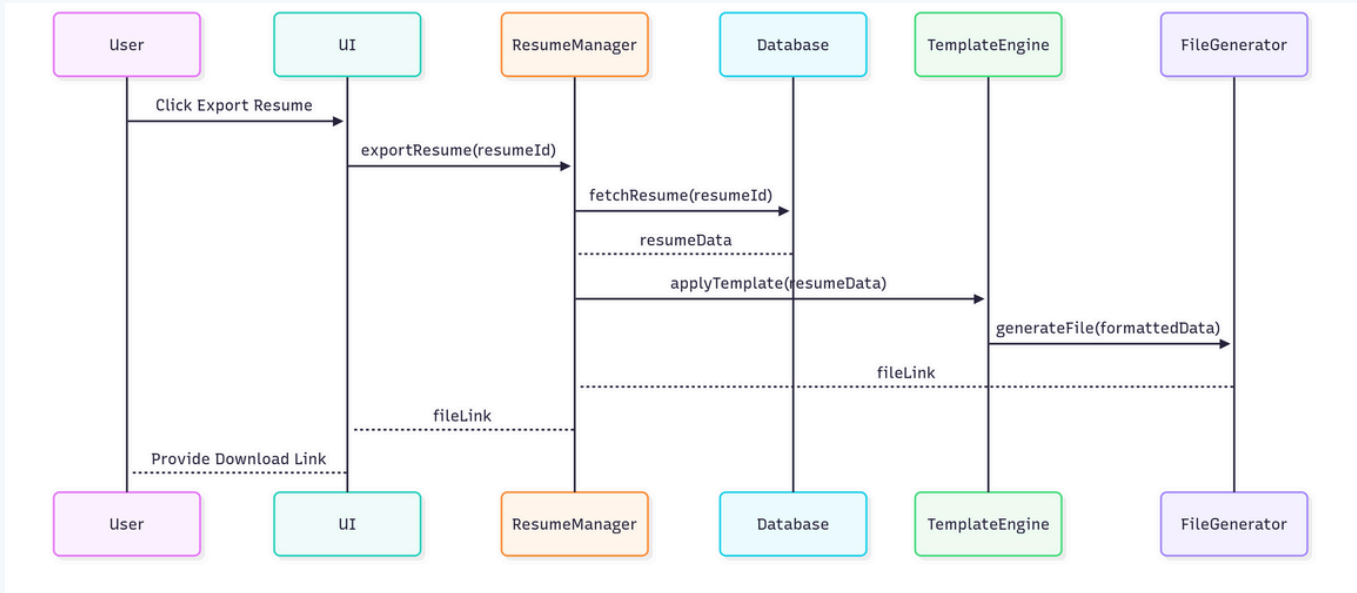 User
UI
ResumeManager
Database
TemplateEngine
FileGenerator
Click Export Resume
exportResume(resumeId)
fetchResume(resumeId)
resumeData
applyTemplate(resumeData)
generateFile(formattedData)
fileLink
fileLink
Provide Download Link
User
UI
ResumeManager
Database
TemplateEngine
FileGenerator